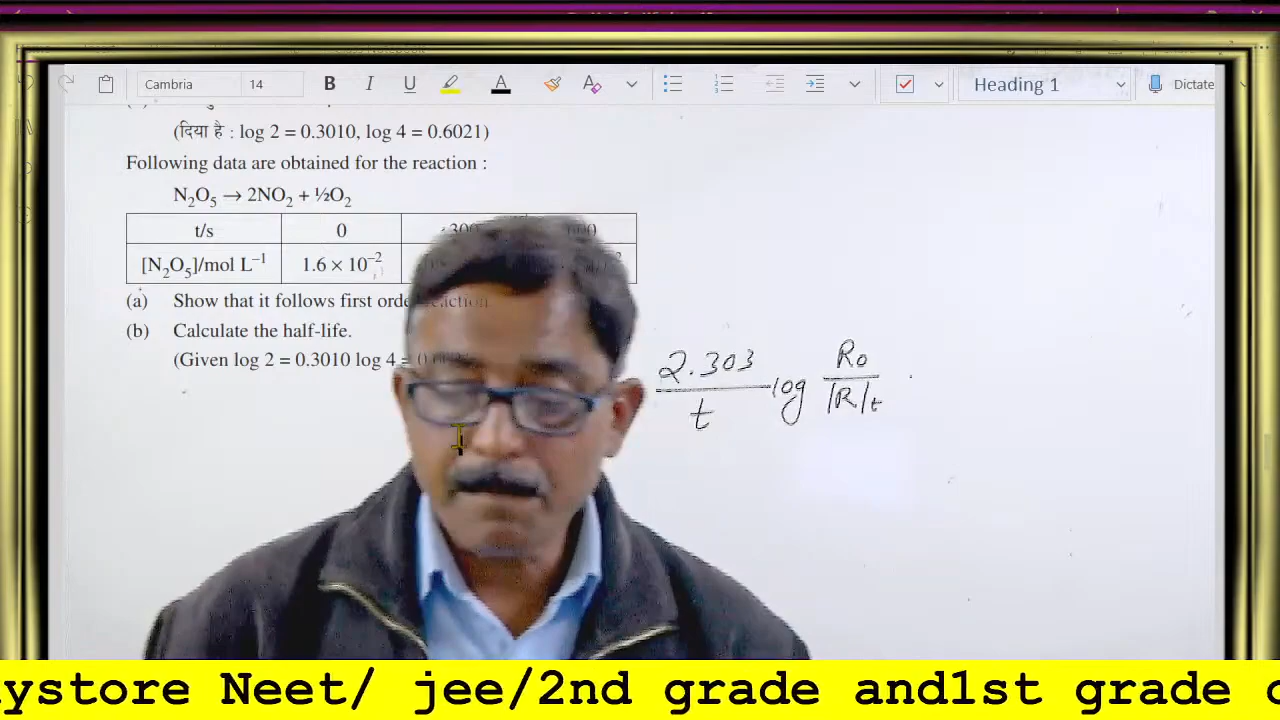 Cambria 14 B I U A A Heading 1 Dictate
(दिया है : log 2 = 0.3010, log 4 = 0.6021)
Following data are obtained for the reaction :
N₂O₅ → 2NO₂ + ½O₂
t/s 0 300
[N₂O₅]/mol L⁻¹ 1.6 × 10⁻²
(a) Show that it follows first order reaction
(b) Calculate the half-life.
(Given log 2 = 0.3010 log 4 =
2.303 / t log R₀ / |R|t
ystore Neet/ jee/2nd grade and1st grade